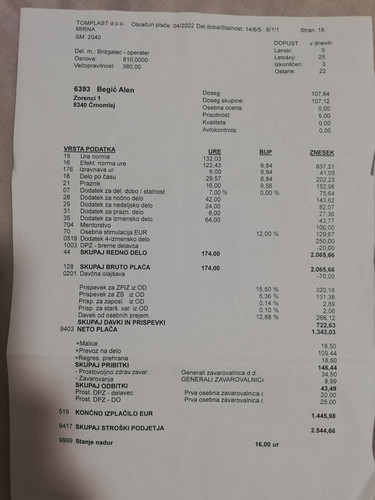 TOMPLAST d.o.o. Obračun plače: 04/2022 Del.doba/Stalnost: 14/6/5 ; 6/1/1 Stran: 18
MIRNA
SM: 2040
DOPUST v dnevih
Del. m.: Brizgalec - operater Lanski: 0
Osnova: 810,0000 Letošnji: 25
Večopravilnost: 380,00 Izkoriščen: 3
Ostane: 22
6393 Begić Alen Doseg: 107,84
Zorenci 1 Doseg skupine: 107,12
8340 Črnomlej Osebna ocena: 0,00
Prisotnost: 5,00
Kvaliteta: 0,00
Avtokontrola: 0,00
VRSTA PODATKA URE BUP ZNESEK
15 Ure norma 132,03
16 Efekt. norma ure 122,43 6,84 837,31
176 Izravnava ur 6,00 6,84 41,03
18 Delo po času 29,57 6,84 202,23
21 Praznik 16,00 9,56 152,96
07 Dodatek za del. dobo / stalnost 7,00 % 0,00 % 75,64
28 Dodatek za nočno delo 42,00 143,62
29 Dodatek za nedeljsko delo 24,00 82,07
31 Dodatek za prazn. delo 8,00 27,36
35 Dodatek za izmensko delo 64,00 43,77
704 Mentorstvo 100,00
70 Osebna stimulacija EUR 12,00 % 129,67
0519 Dodatek 4-izmensko delo 250,00
1003 DPZ - breme delavca -20,00
44 SKUPAJ REDNO DELO 174,00 2.065,66
128 SKUPAJ BRUTO PLAČA 174,00 2.065,66
0201 Davčna olajšava -70,00
Prispevek za ZPIZ iz OD 15,50 % 320,18
Prispevek za ZS iz OD 6,36 % 131,38
Prisp. za zaposl. iz OD 0,14 % 2,89
Prisp. za starš. var. iz OD 0,10 % 2,06
Davek od osebnih prejem. 12,88 % 266,12
SKUPAJ DAVKI IN PRISPEVKI 722,63
9403 NETO PLAČA 1.343,03
+Malice 18,50
+Prevoz na delo 109,44
+Regres. prehrana 18,50
SKUPAJ PRIBITKI 146,44
- Prostovoljno zdrav.zavar. Generali zavarovalnica d.d. 34,50
- Zavarovanja GENERALI ZAVAROVALNICA 8,99
SKUPAJ ODBITKI 43,49
Prost. DPZ - delavec Prva osebna zavarovalnica 20,00
Prost. DPZ - DO Prva osebna zavarovalnica 25,00
515 KONČNO IZPLAČILO EUR 1.445,98
9417 SKUPAJ STROŠKI PODJETJA 2.544,66
9999 Stanje nadur 16,00 ur